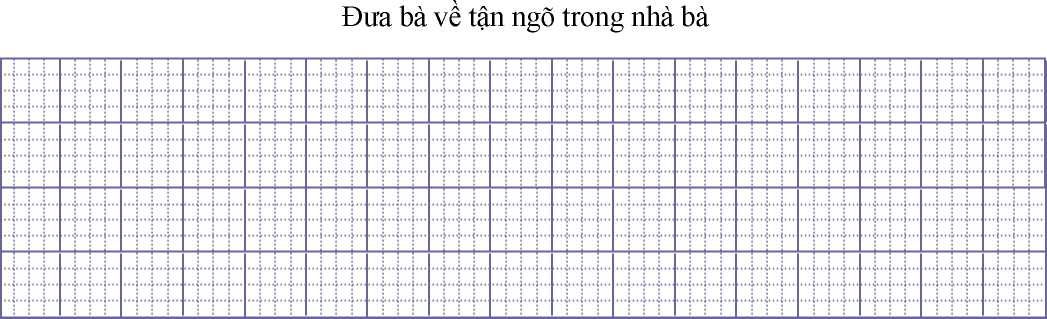 Đưa bà về tận ngõ trong nhà bà